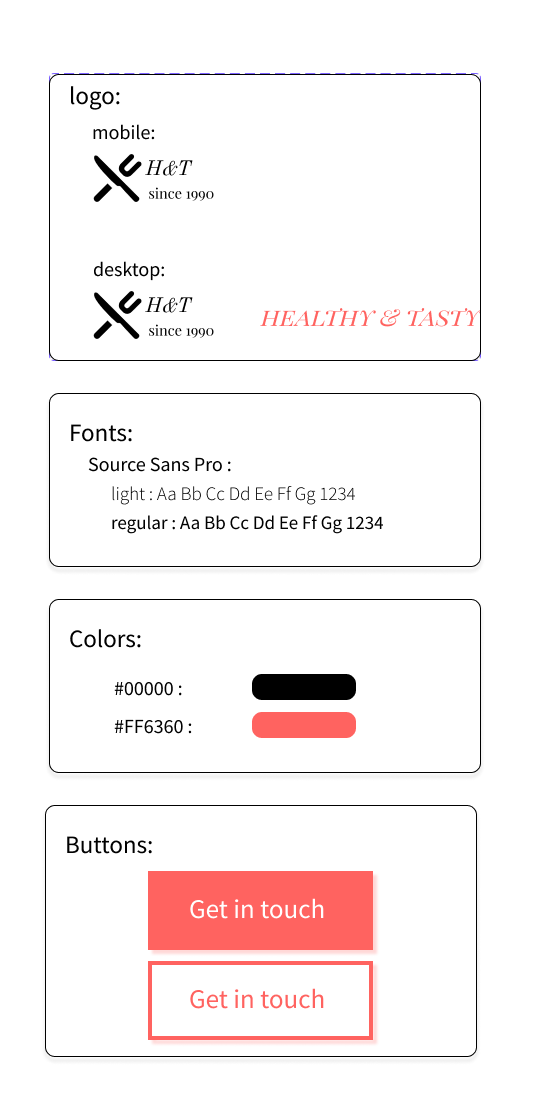 logo:
mobile:
H&T
since 1990
desktop:
H&T
since 1990
HEALTHY & TASTY
Fonts:
Source Sans Pro :
light : Aa Bb Cc Dd Ee Ff Gg 1234
regular : Aa Bb Cc Dd Ee Ff Gg 1234
Colors:
#00000 :
#FF6360 :
Buttons:
Get in touch
Get in touch